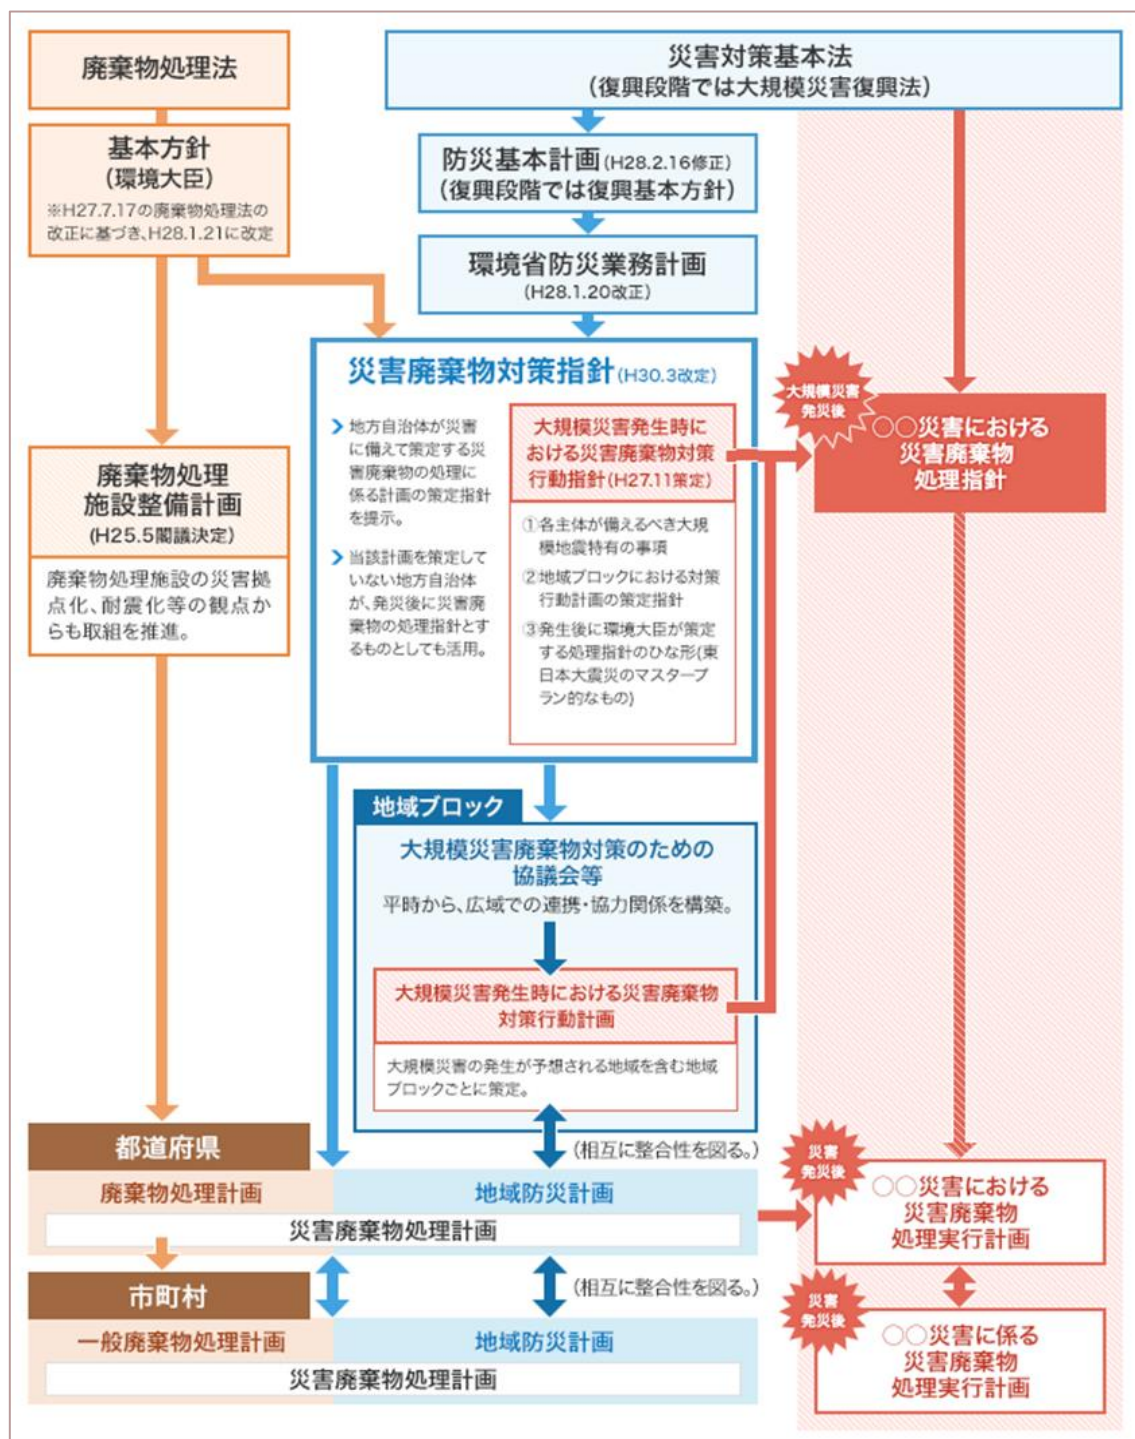 廃棄物処理法
基本方針
(環境大臣)
※H27.7.17の廃棄物処理法の
改正に基づき、H28.1.21に改定
廃棄物処理
施設整備計画
(H25.5閣議決定)
廃棄物処理施設の災害拠
点化、耐震化等の観点か
らも取組を推進。
災害対策基本法
(復興段階では大規模災害復興法)
防災基本計画(H28.2.16修正)
(復興段階では復興基本方針)
環境省防災業務計画
(H28.1.20改正)
災害廃棄物対策指針(H30.3改定)
地方自治体が災害
に備えて策定する災
害廃棄物の処理に
係る計画の策定指針
を提示。
当該計画を策定して
いない地方自治体
が、発災後に災害廃
棄物の処理指針とす
るものとしても活用。
大規模災害発生時に
おける災害廃棄物対策
行動指針(H27.11策定)
①各主体が備えるべき大規
模地震特有の事項
②地域ブロックにおける対策
行動計画の策定指針
③発生後に環境大臣が策定
する処理指針のひな形(東
日本大震災のマスタープ
ラン的なもの)
大規模災害
発災後
○○災害における
災害廃棄物
処理指針
地域ブロック
大規模災害廃棄物対策のための
協議会等
平時から、広域での連携・協力関係を構築。
大規模災害発生時における災害廃棄物
対策行動計画
大規模災害の発生が予想される地域を含む地域
ブロックごとに策定。
(相互に整合性を図る。)
都道府県
廃棄物処理計画
地域防災計画
災害廃棄物処理計画
災害
発災後
○○災害における
災害廃棄物
処理実行計画
(相互に整合性を図る。)
市町村
一般廃棄物処理計画
地域防災計画
災害廃棄物処理計画
災害
発災後
○○災害に係る
災害廃棄物
処理実行計画